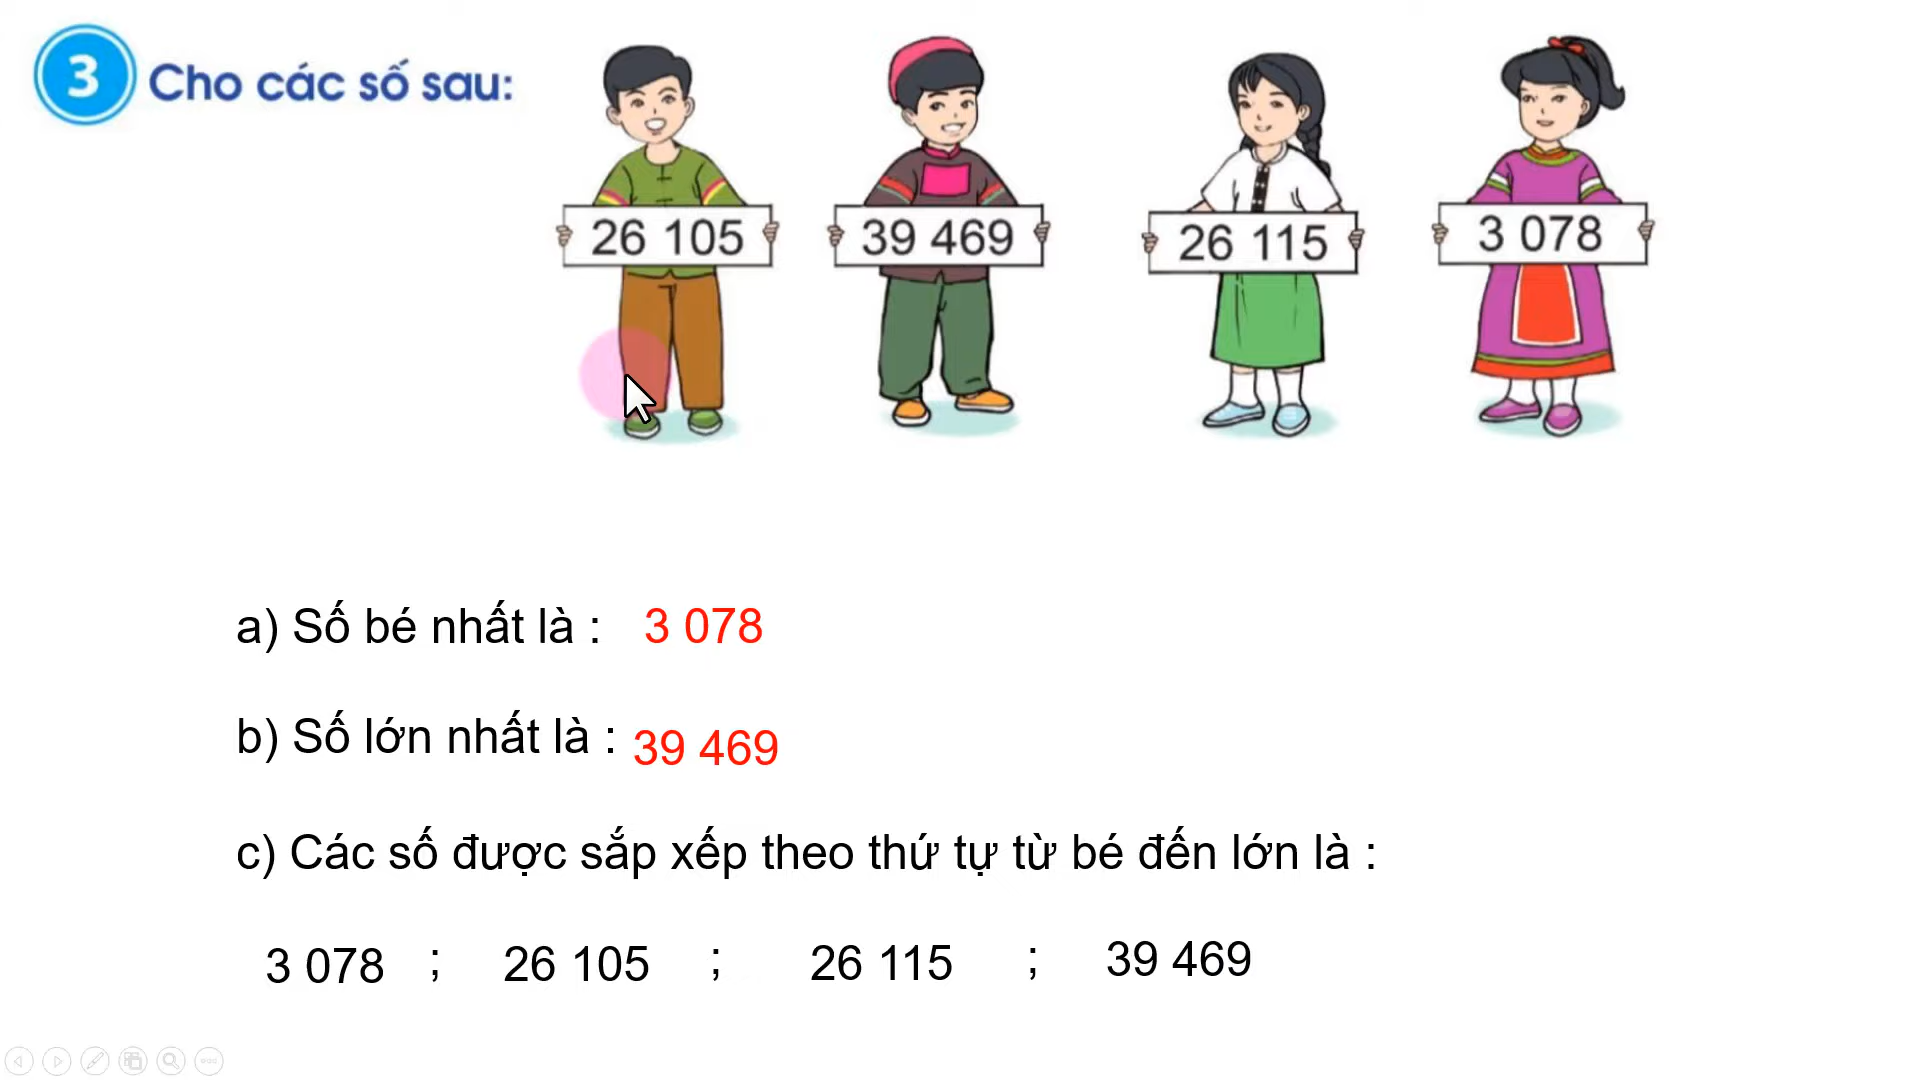 3 Cho các số sau:
26 105 39 469 26 115 3 078
a) Số bé nhất là : 3 078
b) Số lớn nhất là : 39 469
c) Các số được sắp xếp theo thứ tự từ bé đến lớn là :
3 078 ; 26 105 ; 26 115 ; 39 469